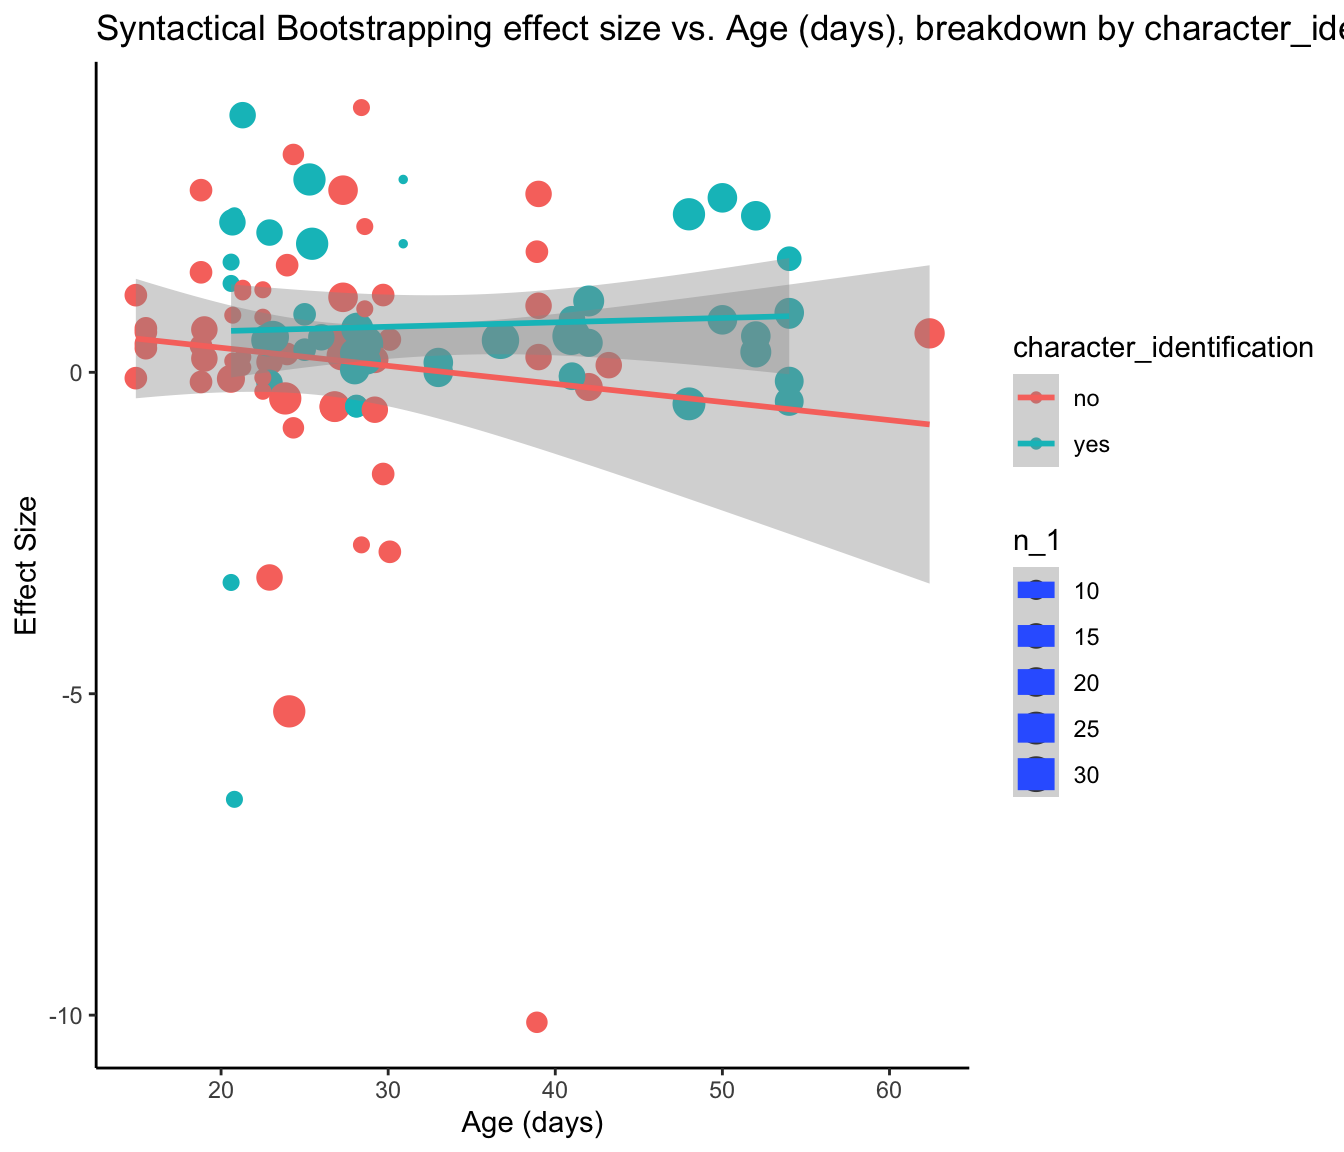 Syntactical Bootstrapping effect size vs. Age (days), breakdown by
Effect Size
0
-5
-10
20 30 40 50 60
Age (days)
character_identification
no
yes
n_1
10
15
20
25
30